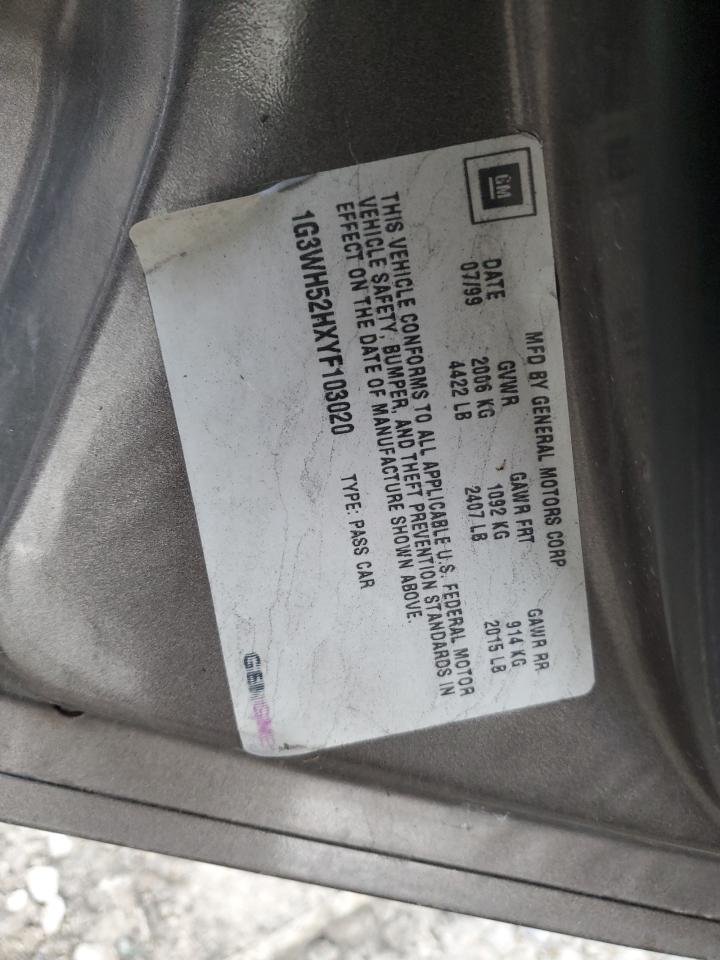 GM
MFD BY GENERAL MOTORS CORP
DATE GVWR GAWR FRT GAWR RR
07/99 2006 KG 1092 KG 914 KG
4422 LB 2407 LB 2015 LB
THIS VEHICLE CONFORMS TO ALL APPLICABLE U.S. FEDERAL MOTOR
VEHICLE SAFETY, BUMPER, AND THEFT PREVENTION STANDARDS IN
EFFECT ON THE DATE OF MANUFACTURE SHOWN ABOVE.
1G3WH52HXYF103020 TYPE: PASS CAR